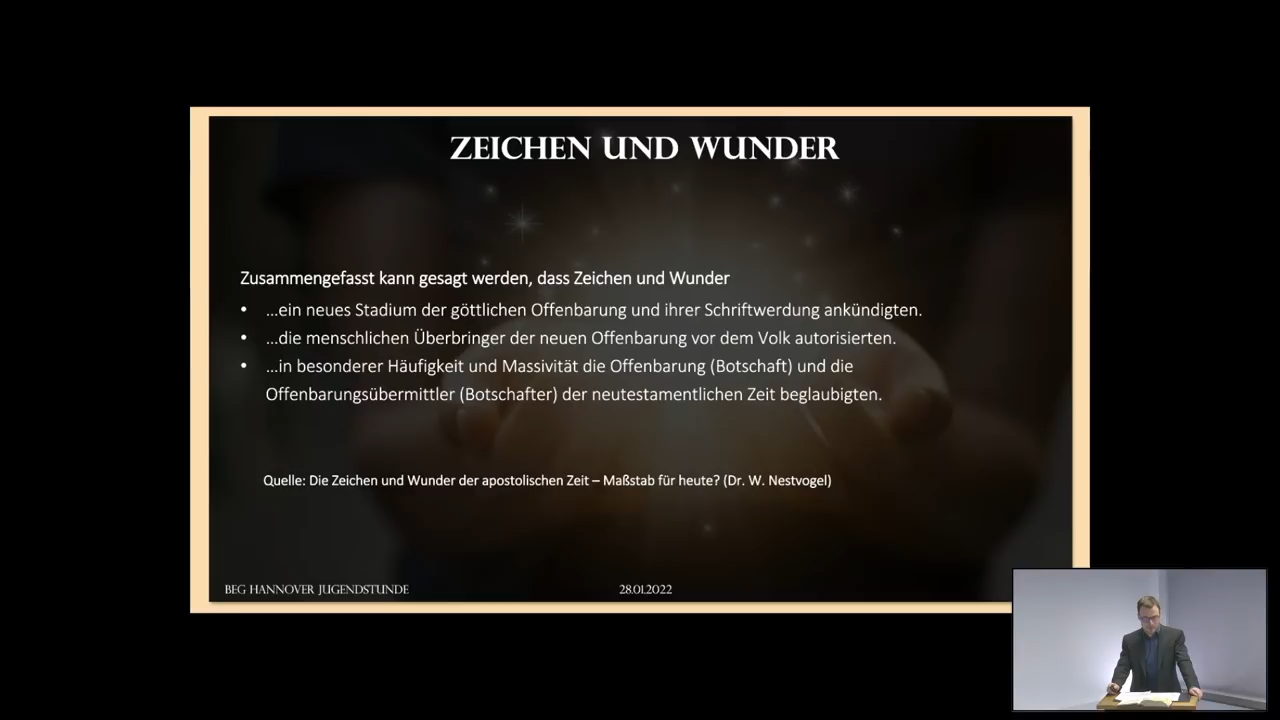 ZEICHEN UND WUNDER
Zusammengefasst kann gesagt werden, dass Zeichen und Wunder
• …ein neues Stadium der göttlichen Offenbarung und ihrer Schriftwerdung ankündigten.
• …die menschlichen Überbringer der neuen Offenbarung vor dem Volk autorisierten.
• …in besonderer Häufigkeit und Massivität die Offenbarung (Botschaft) und die
Offenbarungsübermittler (Botschafter) der neutestamentlichen Zeit beglaubigten.
Quelle: Die Zeichen und Wunder der apostolischen Zeit – Maßstab für heute? (Dr. W. Nestvogel)
BEG HANNOVER JUGENDSTUNDE
28.01.2022